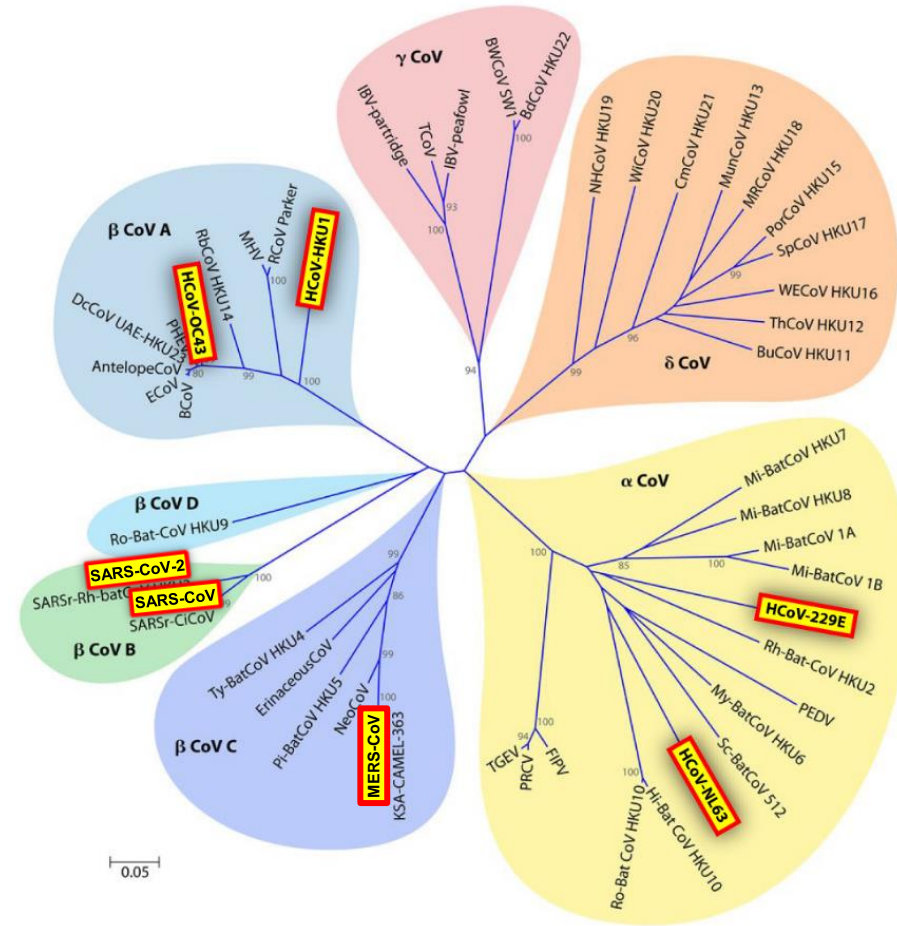 γ CoV
IBV-partridge
TCoV
IBV-peafowl
BWCoV SW1
BdCoV HKU22
93
100
100
94
NHCoV HKU19
WiCoV HKU20
CmCoV HKU21
MunCoV HKU13
MRCoV HKU18
PorCoV HKU15
SpCoV HKU17
WECoV HKU16
ThCoV HKU12
BuCoV HKU11
99
96
99
δ CoV
β CoV A
DcCoV UAE-HKU23
HCoV-OC43
RbCoV HKU14
MHV
RCoV Parker
HCoV-HKU1
AntelopeCoV
ECoV
BCoV
80
99
100
100
β CoV D
Ro-Bat-CoV HKU9
SARS-CoV-2
SARSr-Rh-bat
SARS-CoV
SARSr-CiCoV
100
β CoV B
β CoV C
Ty-BatCoV HKU4
ErinaceousCoV
Pi-BatCoV HKU5
NeoCoV
MERS-CoV
KSA-CAMEL-363
99
86
99
100
α CoV
Mi-BatCoV HKU7
Mi-BatCoV HKU8
Mi-BatCoV 1A
Mi-BatCoV 1B
HCoV-229E
Rh-Bat-CoV HKU2
PEDV
My-BatCoV HKU6
Sc-BatCoV 512
HCoV-NL63
Hi-Bat CoV HKU10
Ro-Bat CoV HKU10
FIPV
PRCV
TGEV
100
85
100
100
94
100
0.05